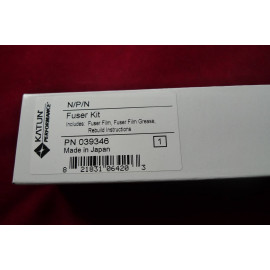 N/P/N
KATUN
PERFORMANCE
Fuser Kit
Includes: Fuser Film, Fuser Film Grease,
Rebuild Instructions
PN 039346
Made in Japan
1
8 21831 06420 3